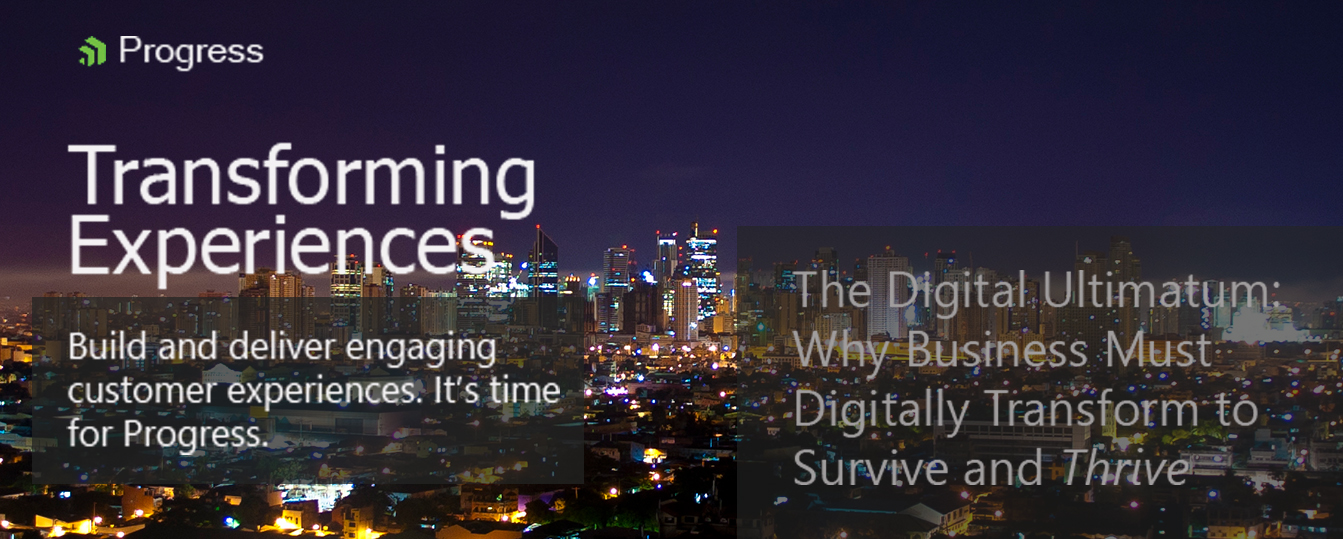 Progress
Transforming
Experiences
Build and deliver engaging
customer experiences. It's time
for Progress.
The Digital Ultimatum:
Why Business Must
Digitally Transform to
Survive and Thrive